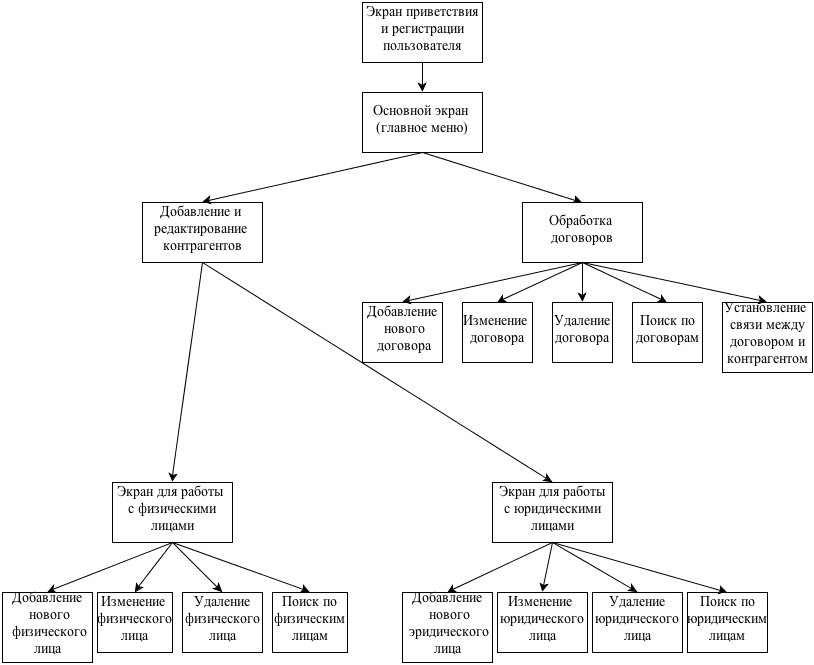 Экран приветствия
и регистрации
пользователя
Основной экран
(главное меню)
Добавление и
редактирование
контрагентов
Обработка
договоров
Добавление
нового
договора
Изменение
договора
Удаление
договора
Поиск по
договорам
Установление
связи между
договором и
контрагентом
Экран для работы
с физическими
лицами
Экран для работы
с юридическими
лицами
Добавление
нового
физического
лица
Изменение
физического
лица
Удаление
физического
лица
Поиск по
физическим
лицам
Добавление
нового
эридического
лица
Изменение
юридического
лица
Удаление
юридического
лица
Поиск по
юридическим
лицам